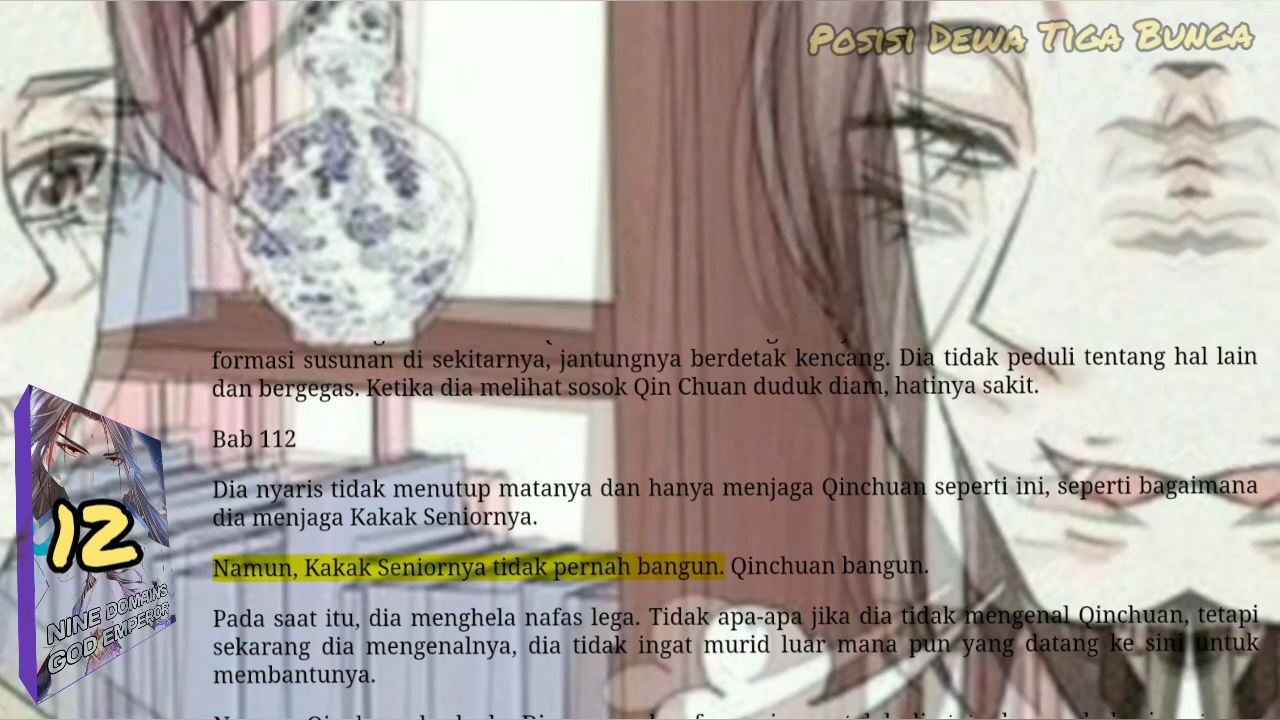 Posisi Dewa Tiga Bunga
formasi susunan di sekitarnya, jantungnya berdetak kencang. Dia tidak peduli tentang hal lain
dan bergegas. Ketika dia melihat sosok Qin Chuan duduk diam, hatinya sakit.
Bab 112
Dia nyaris tidak menutup matanya dan hanya menjaga Qinchuan seperti ini, seperti bagaimana
dia menjaga Kakak Seniornya.
Namun, Kakak Seniornya tidak pernah bangun. Qinchuan bangun.
Pada saat itu, dia menghela nafas lega. Tidak apa-apa jika dia tidak mengenal Qinchuan, tetapi
sekarang dia mengenalnya, dia tidak ingat murid luar mana pun yang datang ke sini untuk
membantunya.
12
NINE DOMAINS
GOD EMPEROR